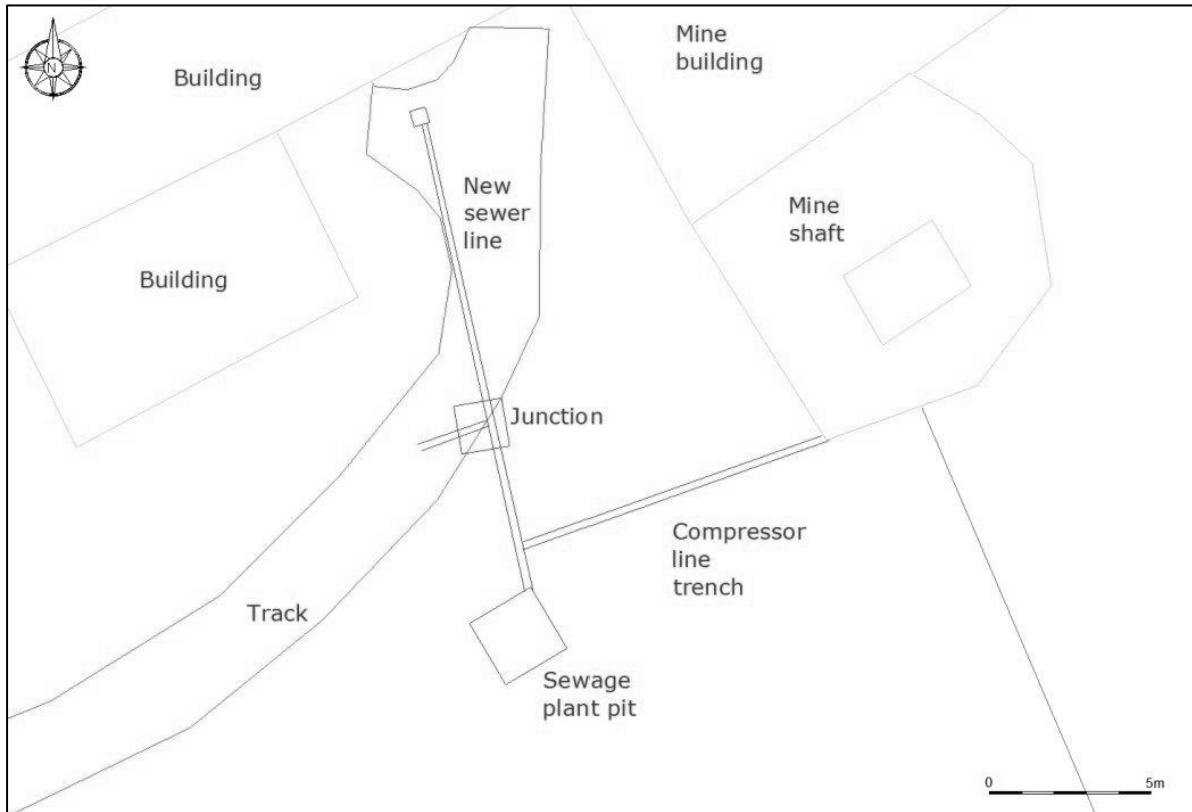 N
Building
Mine
building
New
sewer
line
Mine
shaft
Building
Junction
Compressor
line
trench
Track
Sewage
plant pit
0 5m